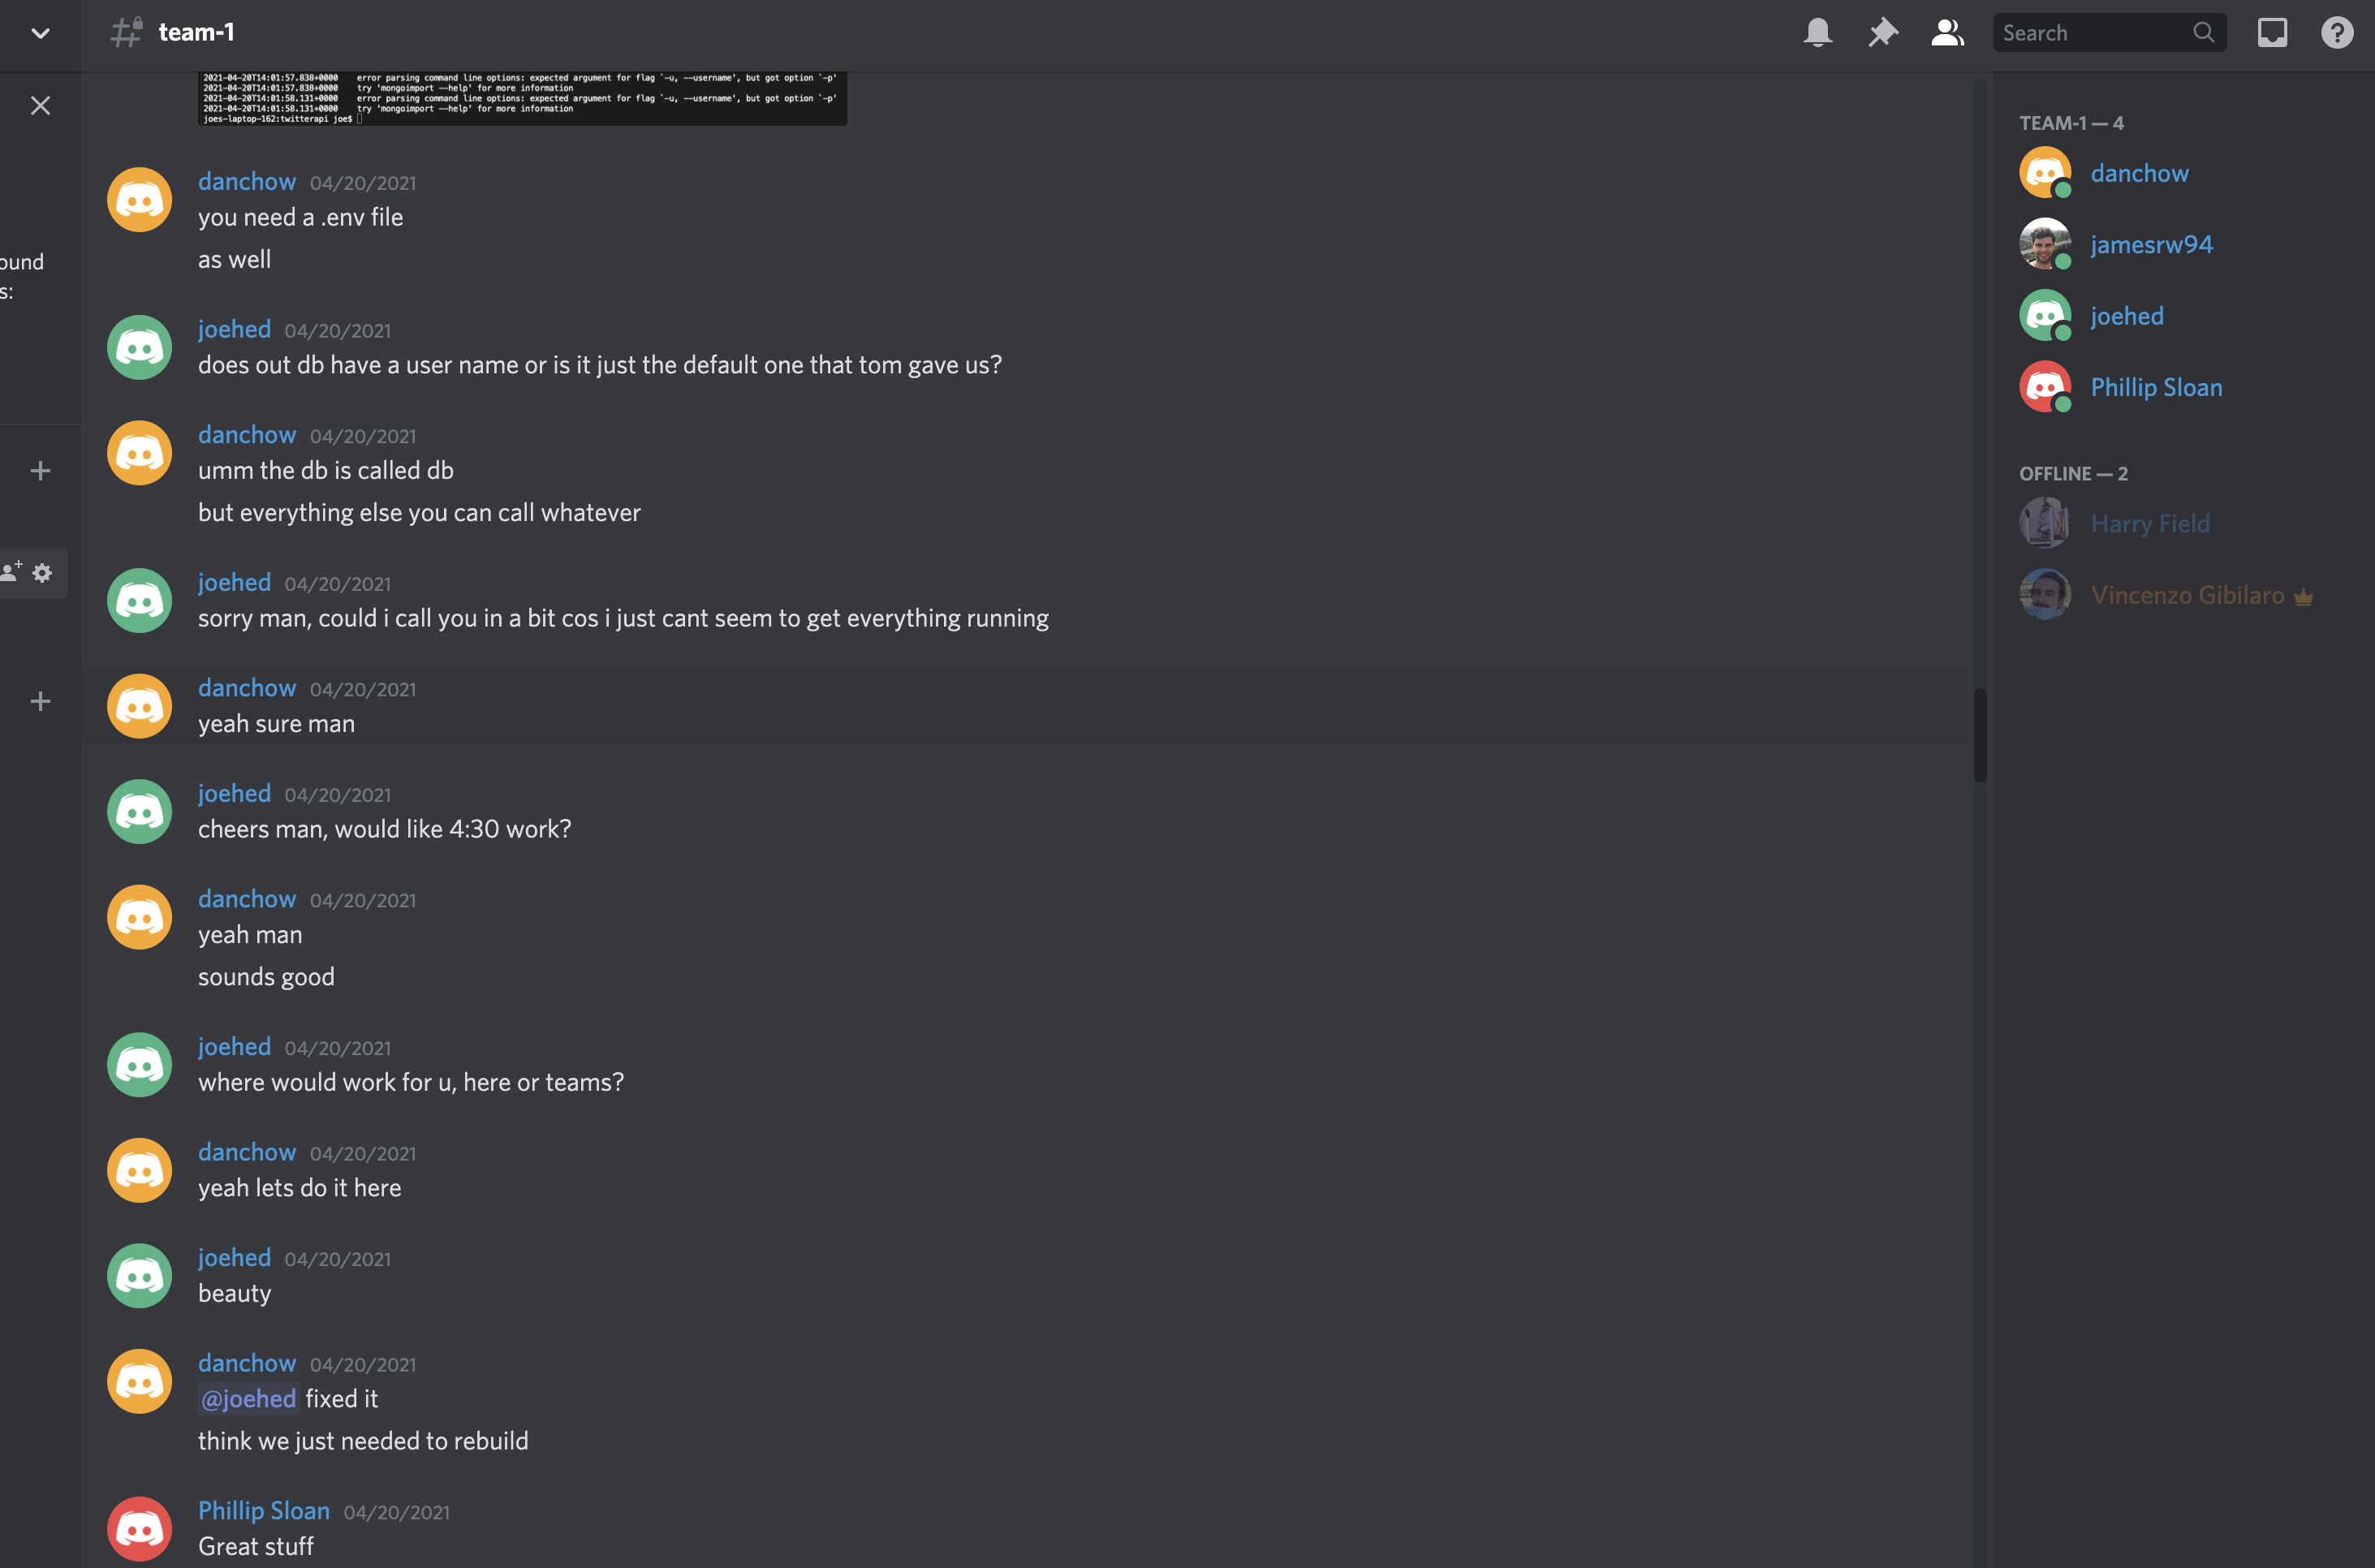 team-1
Search
2021-04-20T14:01:57.838+0000 error parsing command line options: expected argument for flag `-u, --username', but got option `-p'
2021-04-20T14:01:57.838+0000 try 'mongoimport --help' for more information
2021-04-20T14:01:58.131+0000 error parsing command line options: expected argument for flag `-u, --username', but got option `-p'
2021-04-20T14:01:58.131+0000 try 'mongoimport --help' for more information
joes-laptop-162:twitterapi joe$
ound
s:
danchow 04/20/2021
you need a .env file
as well
joehed 04/20/2021
does out db have a user name or is it just the default one that tom gave us?
danchow 04/20/2021
umm the db is called db
but everything else you can call whatever
joehed 04/20/2021
sorry man, could i call you in a bit cos i just cant seem to get everything running
danchow 04/20/2021
yeah sure man
joehed 04/20/2021
cheers man, would like 4:30 work?
danchow 04/20/2021
yeah man
sounds good
joehed 04/20/2021
where would work for u, here or teams?
danchow 04/20/2021
yeah lets do it here
joehed 04/20/2021
beauty
danchow 04/20/2021
@joehed fixed it
think we just needed to rebuild
Phillip Sloan 04/20/2021
Great stuff
TEAM-1 — 4
danchow
jamesrw94
joehed
Phillip Sloan
OFFLINE — 2
Harry Field
Vincenzo Gibilaro